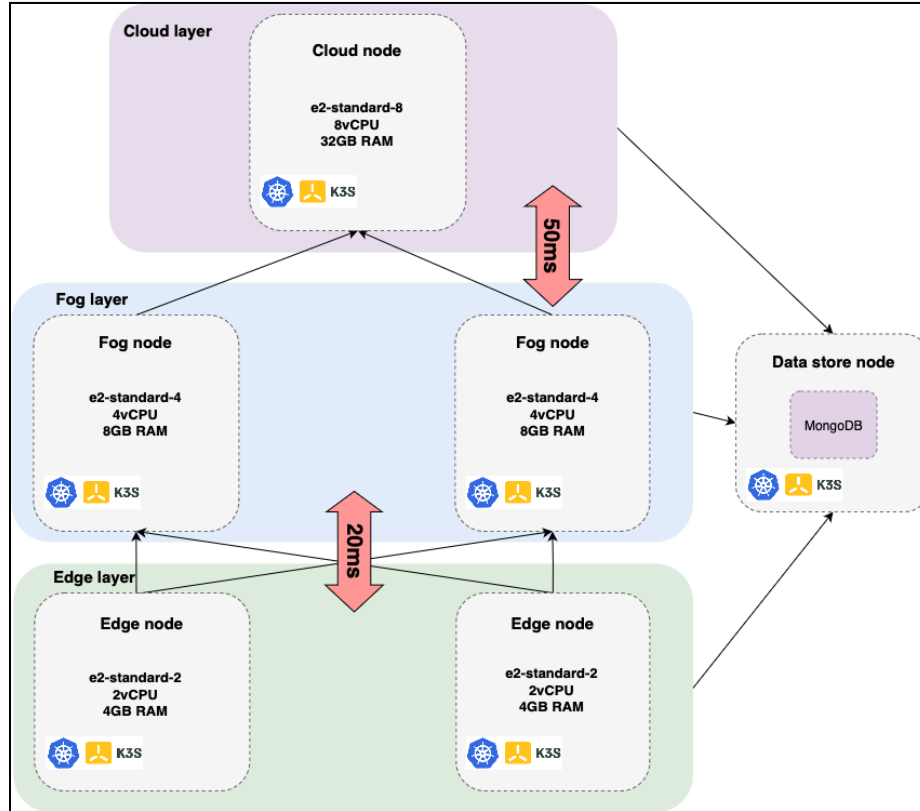 Cloud layer
Cloud node
e2-standard-8
8vCPU
32GB RAM
K3S
50ms
Fog layer
Fog node
e2-standard-4
4vCPU
8GB RAM
K3S
Fog node
e2-standard-4
4vCPU
8GB RAM
K3S
Data store node
MongoDB
K3S
20ms
Edge layer
Edge node
e2-standard-2
2vCPU
4GB RAM
K3S
Edge node
e2-standard-2
2vCPU
4GB RAM
K3S